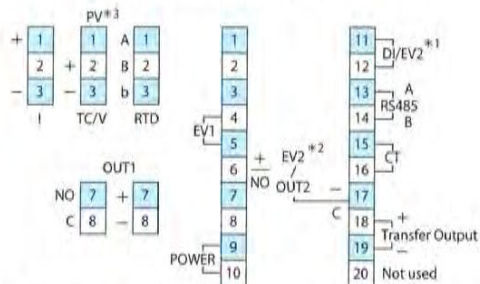 PV*3
+ 1 1 A 1
2 + 2 B 2
- 3 - 3 b 3
I TC/V RTD
OUT1
NO 7 + 7
C 8 - 8
1
2
3
4
EV1
5
6
7
8
9
POWER
10
+ EV2*2
NO / OUT2 -
C
11
DI/EV2*1
12
13 A
RS485
14 B
15
CT
16
17
18 +
Transfer Output
19 -
20 Not used